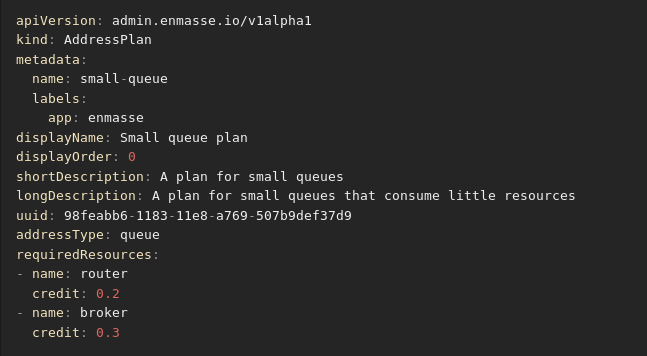 apiVersion: admin.enmasse.io/v1alpha1
kind: AddressPlan
metadata:
  name: small-queue
  labels:
    app: enmasse
displayName: Small queue plan
displayOrder: 0
shortDescription: A plan for small queues
longDescription: A plan for small queues that consume little resources
uuid: 98feabb6-1183-11e8-a769-507b9def37d9
addressType: queue
requiredResources:
- name: router
  credit: 0.2
- name: broker
  credit: 0.3